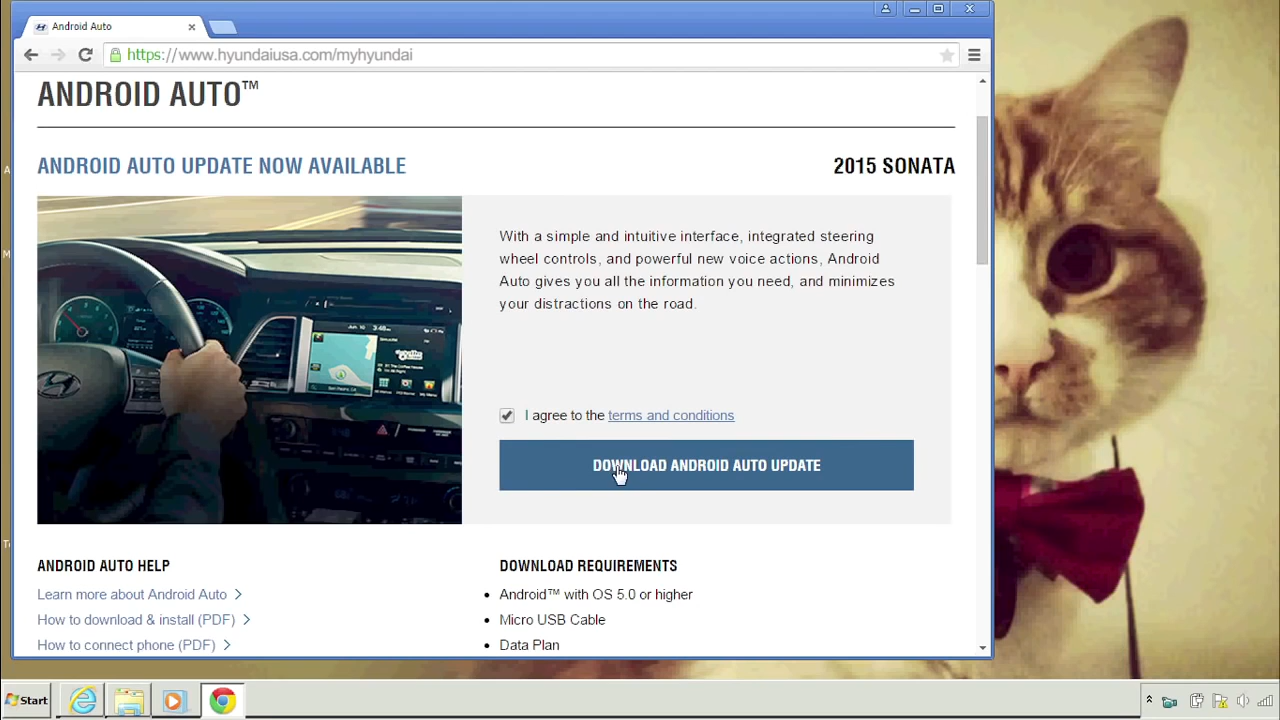 Android Auto
https://www.hyundaiusa.com/myhyundai
ANDROID AUTO™
ANDROID AUTO UPDATE NOW AVAILABLE
2015 SONATA
With a simple and intuitive interface, integrated steering
wheel controls, and powerful new voice actions, Android
Auto gives you all the information you need, and minimizes
your distractions on the road.
I agree to the terms and conditions
DOWNLOAD ANDROID AUTO UPDATE
ANDROID AUTO HELP
Learn more about Android Auto
How to download & install (PDF)
How to connect phone (PDF)
DOWNLOAD REQUIREMENTS
• Android™ with OS 5.0 or higher
• Micro USB Cable
• Data Plan
Start